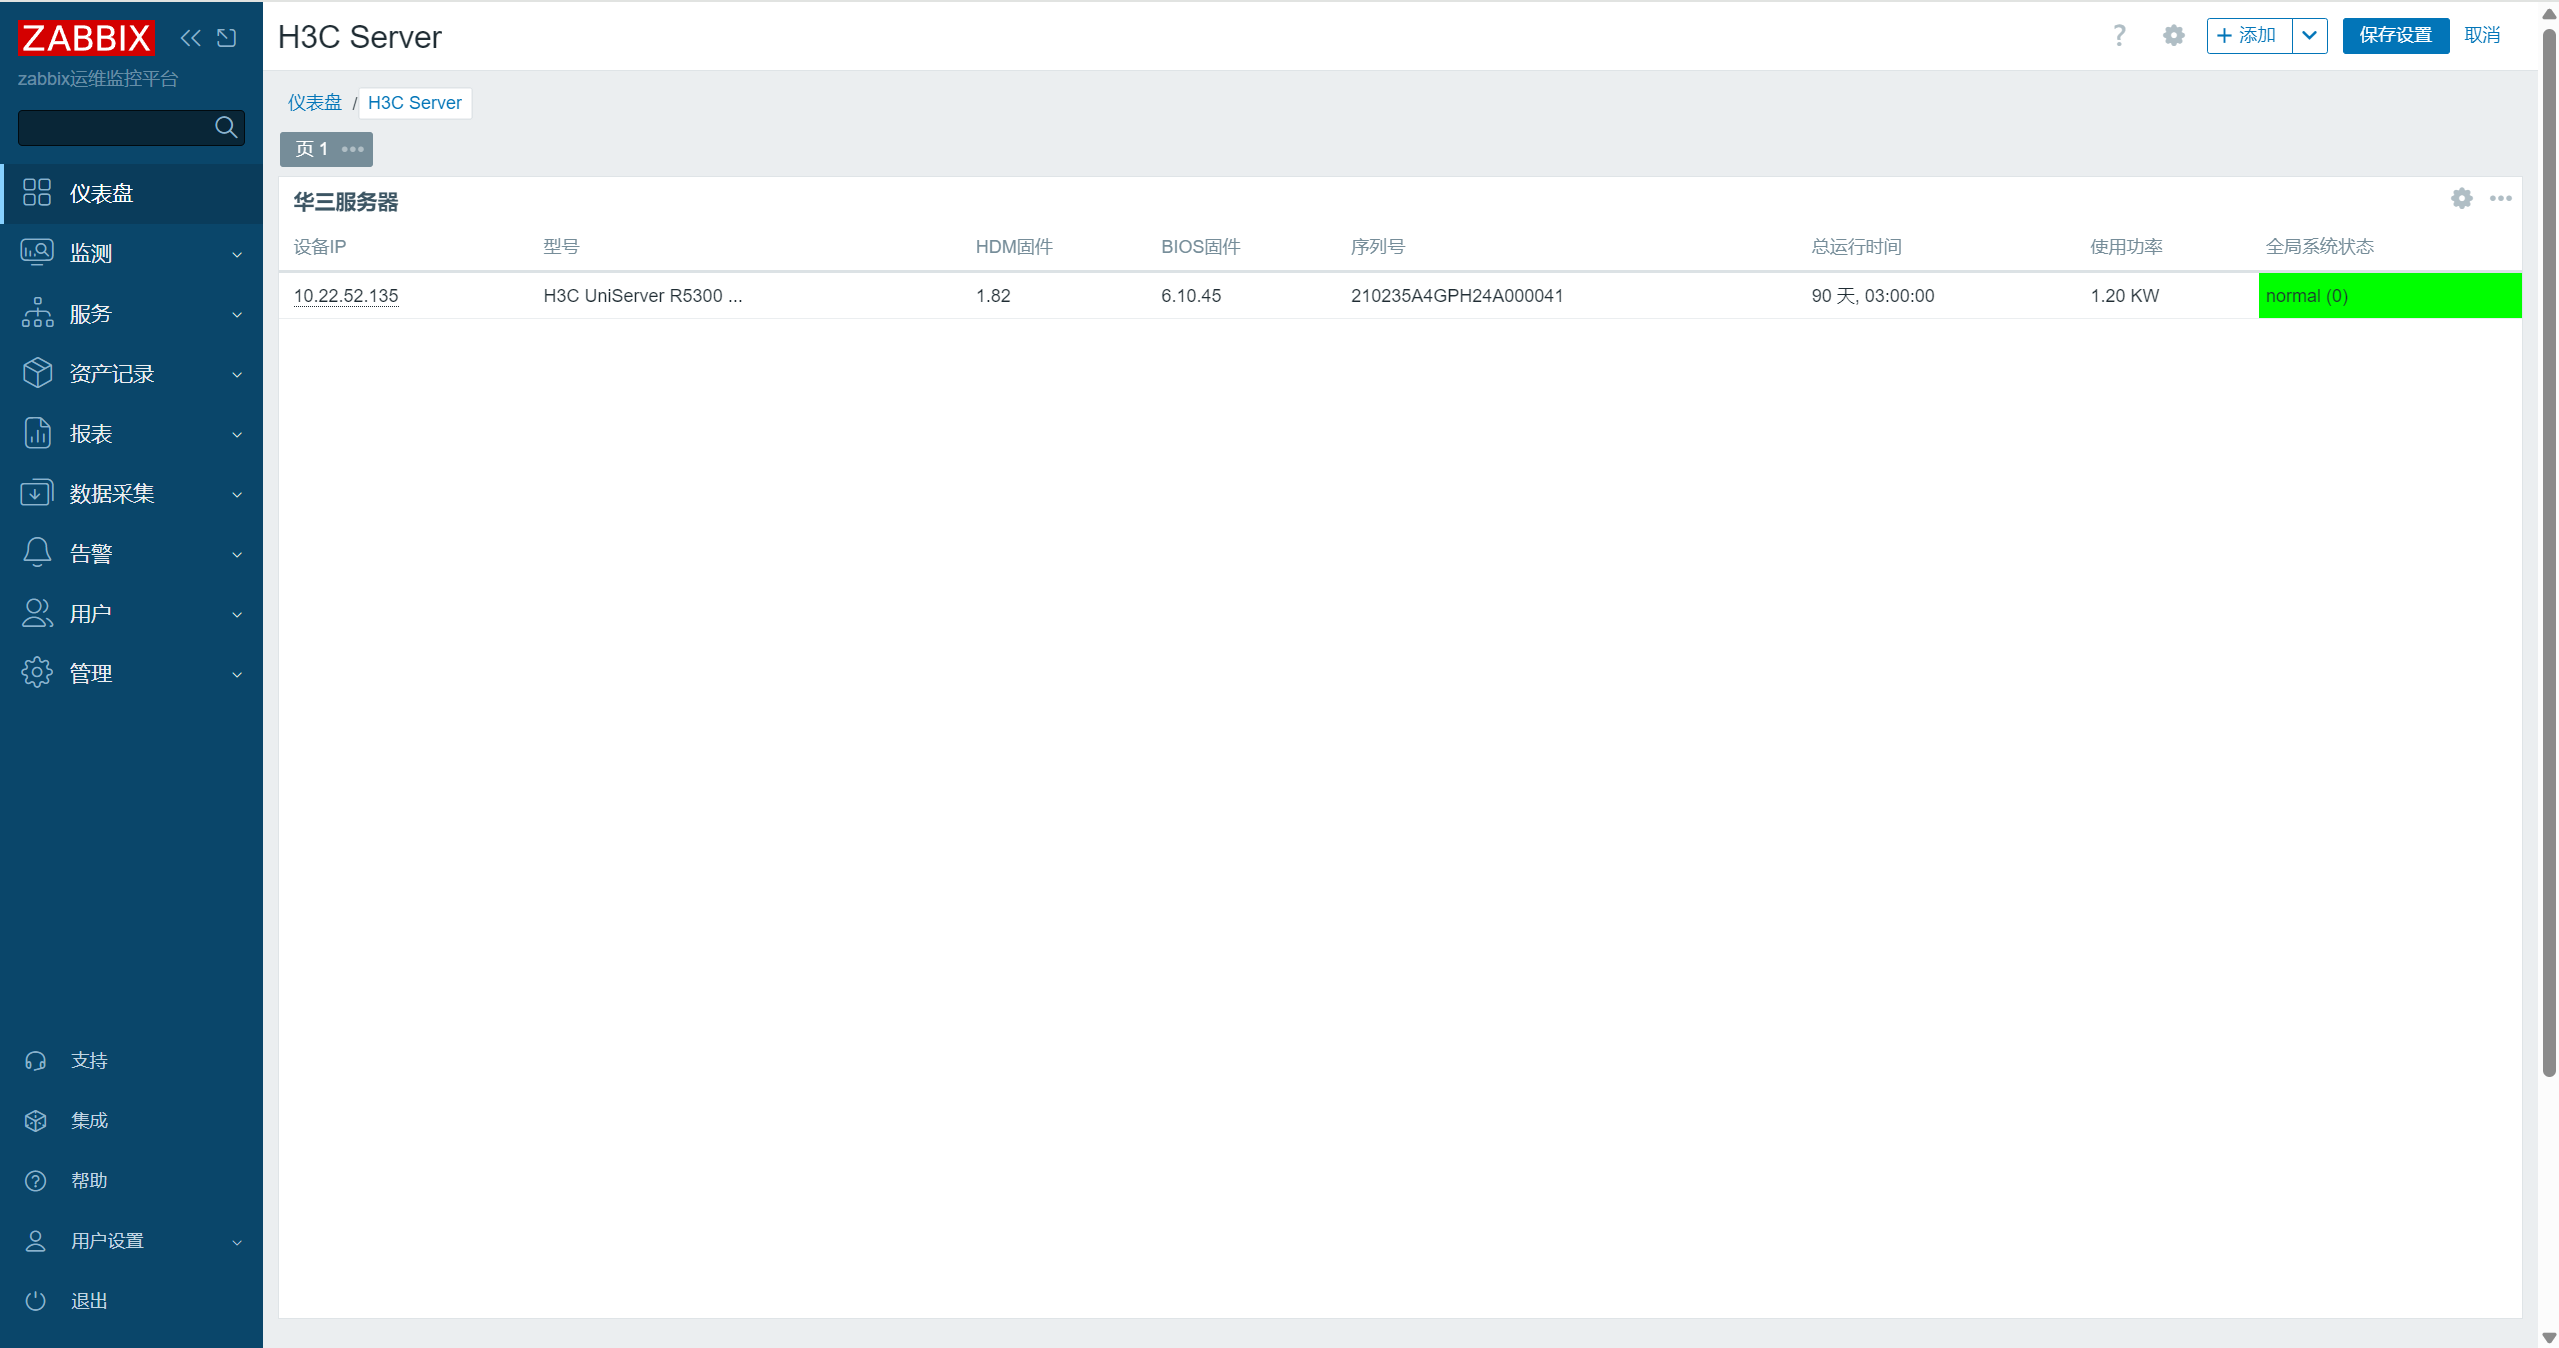 ZABBIX
zabbix运维监控平台
仪表盘
监测
服务
资产记录
报表
数据采集
告警
用户
管理
支持
集成
帮助
用户设置
退出
H3C Server
? 添加 保存设置 取消
仪表盘 / H3C Server
页 1
华三服务器
设备IP 型号 HDM固件 BIOS固件 序列号 总运行时间 使用功率 全局系统状态
10.22.52.135 H3C UniServer R5300 ... 1.82 6.10.45 210235A4GPH24A000041 90 天, 03:00:00 1.20 KW normal (0)